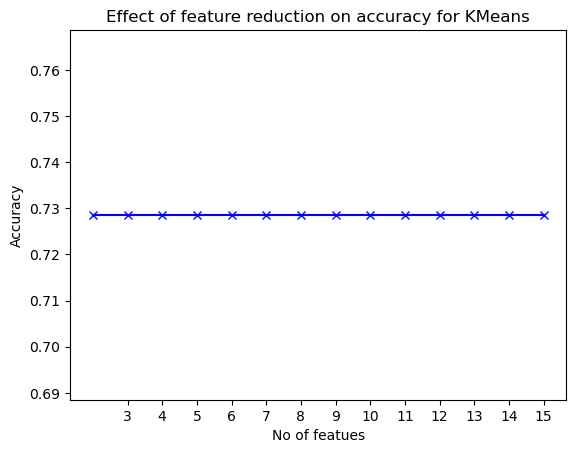 Effect of feature reduction on accuracy for KMeans
0.76
0.75
0.74
0.73
0.72
0.71
0.70
0.69
Accuracy
3 4 5 6 7 8 9 10 11 12 13 14 15
No of featues